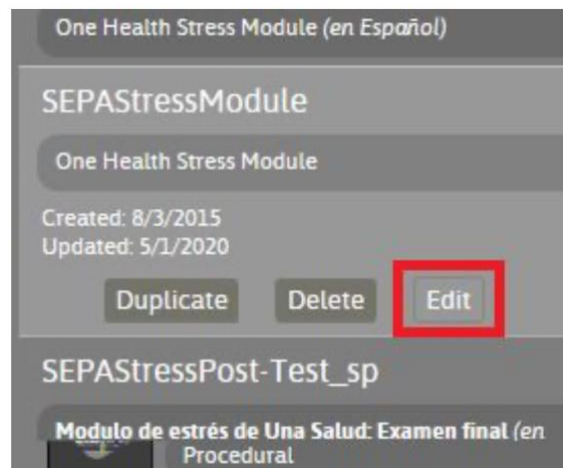 One Health Stress Module (en Español)
SEPAStressModule
One Health Stress Module
Created: 8/3/2015
Updated: 5/1/2020
Duplicate Delete Edit
SEPAStressPost-Test_sp
Modulo de estrés de Una Salud: Examen final (en
Procedural